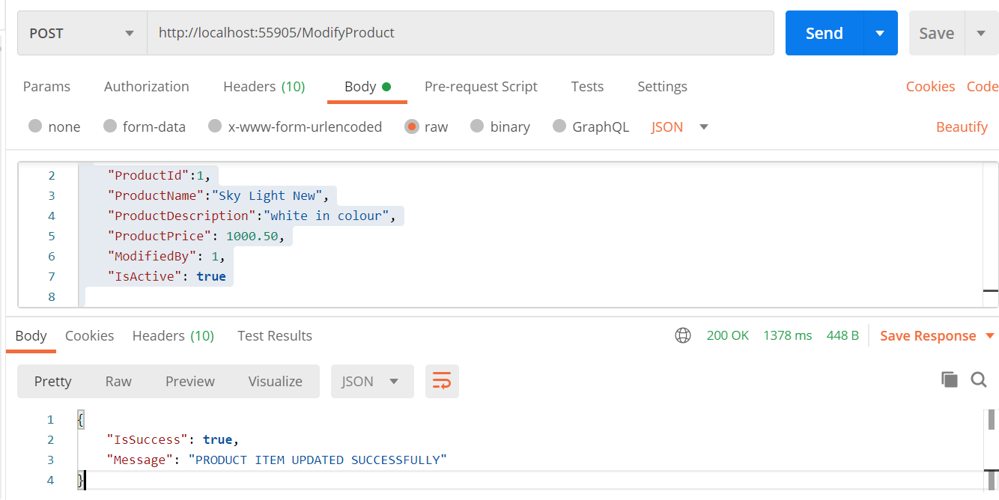 POST http://localhost:55905/ModifyProduct Send Save
Params Authorization Headers (10) Body Pre-request Script Tests Settings Cookies Code
none form-data x-www-form-urlencoded raw binary GraphQL JSON Beautify
2 "ProductId":1,
3 "ProductName":"Sky Light New",
4 "ProductDescription":"white in colour",
5 "ProductPrice": 1000.50,
6 "ModifiedBy": 1,
7 "IsActive": true
8
Body Cookies Headers (10) Test Results 200 OK 1378 ms 448 B Save Response
Pretty Raw Preview Visualize JSON
1 {
2 "IsSuccess": true,
3 "Message": "PRODUCT ITEM UPDATED SUCCESSFULLY"
4 }